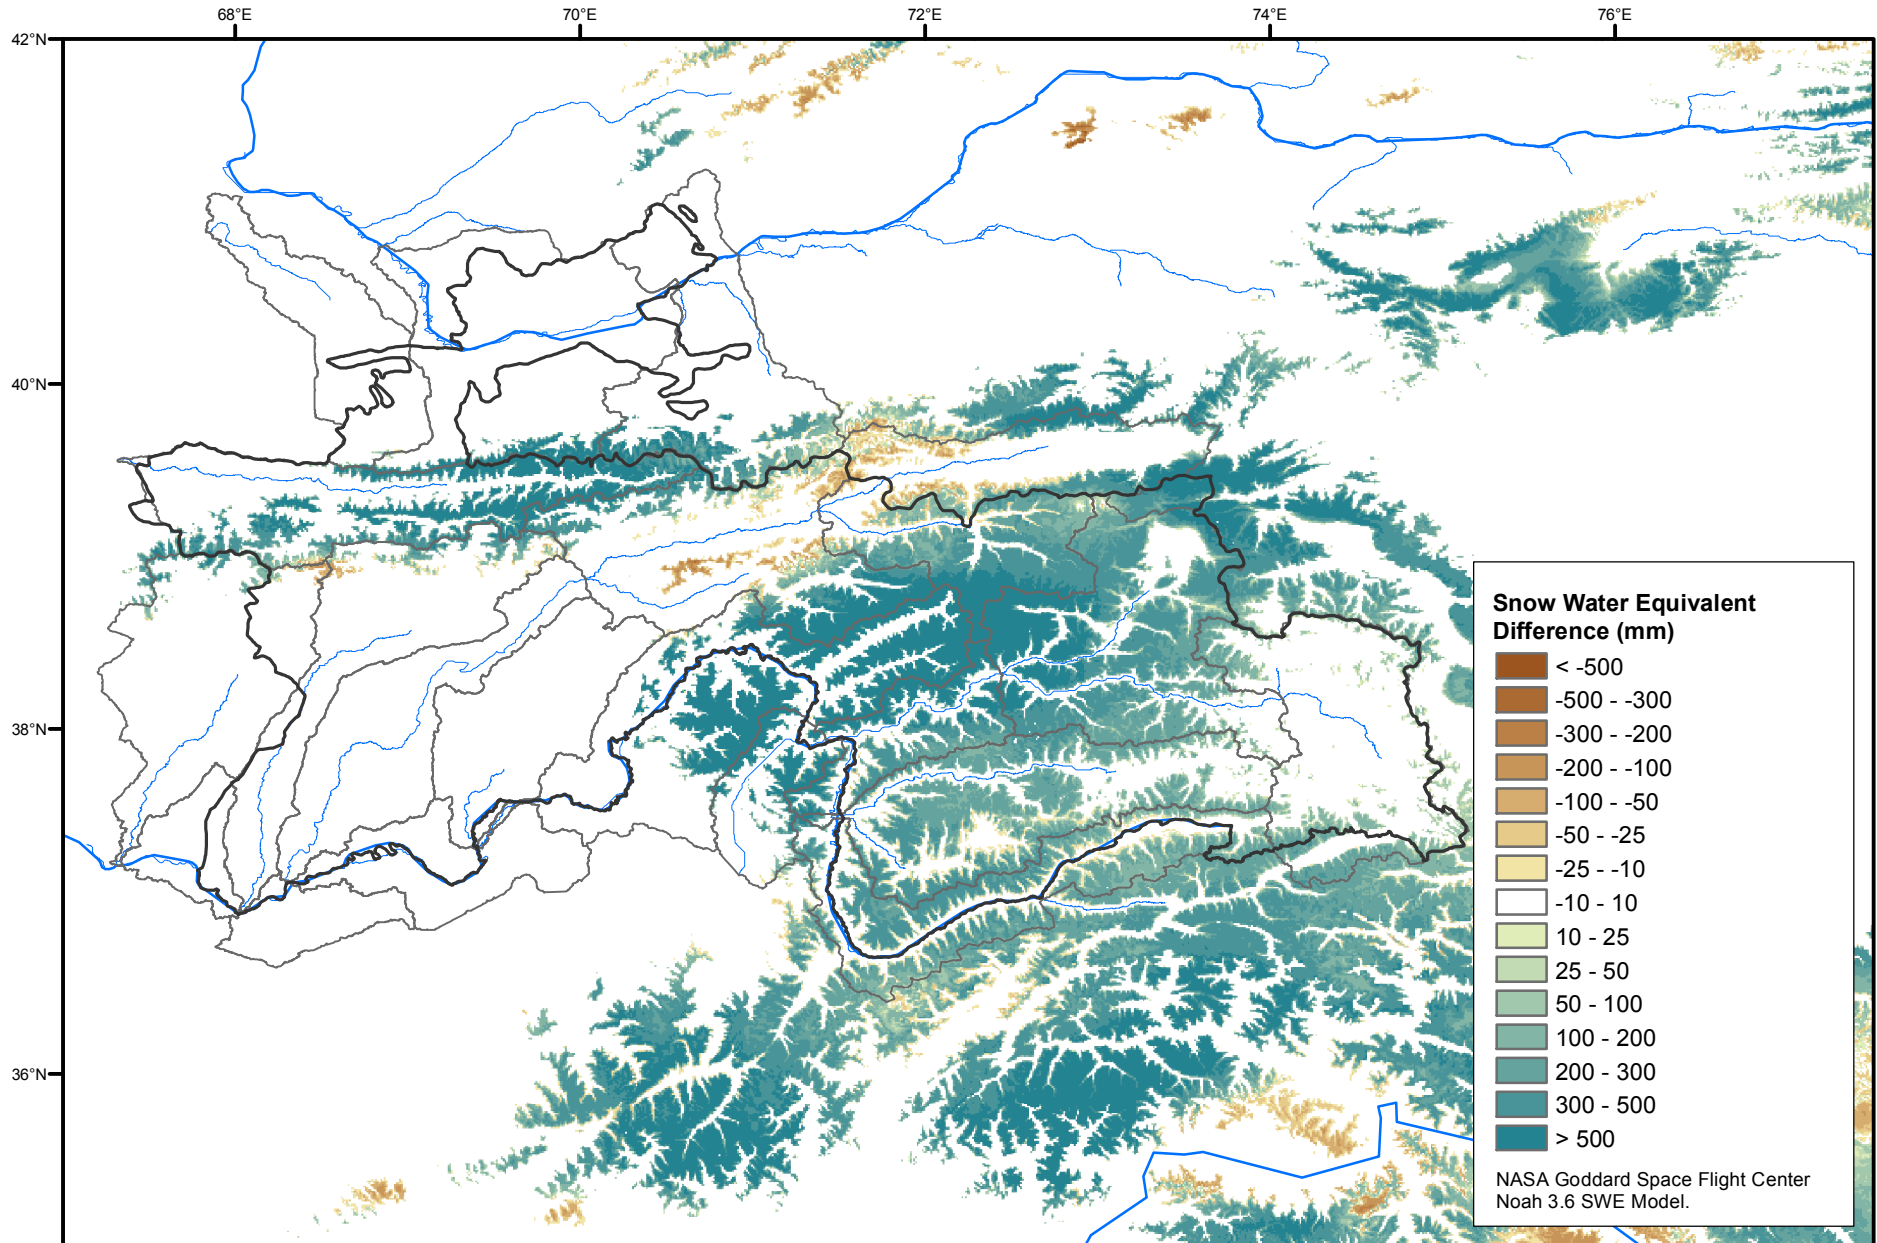 68°E 70°E 72°E 74°E 76°E
42°N
40°N
38°N
36°N
Snow Water Equivalent
Difference (mm)
< -500
-500 - -300
-300 - -200
-200 - -100
-100 - -50
-50 - -25
-25 - -10
-10 - 10
10 - 25
25 - 50
50 - 100
100 - 200
200 - 300
300 - 500
> 500
NASA Goddard Space Flight Center
Noah 3.6 SWE Model.